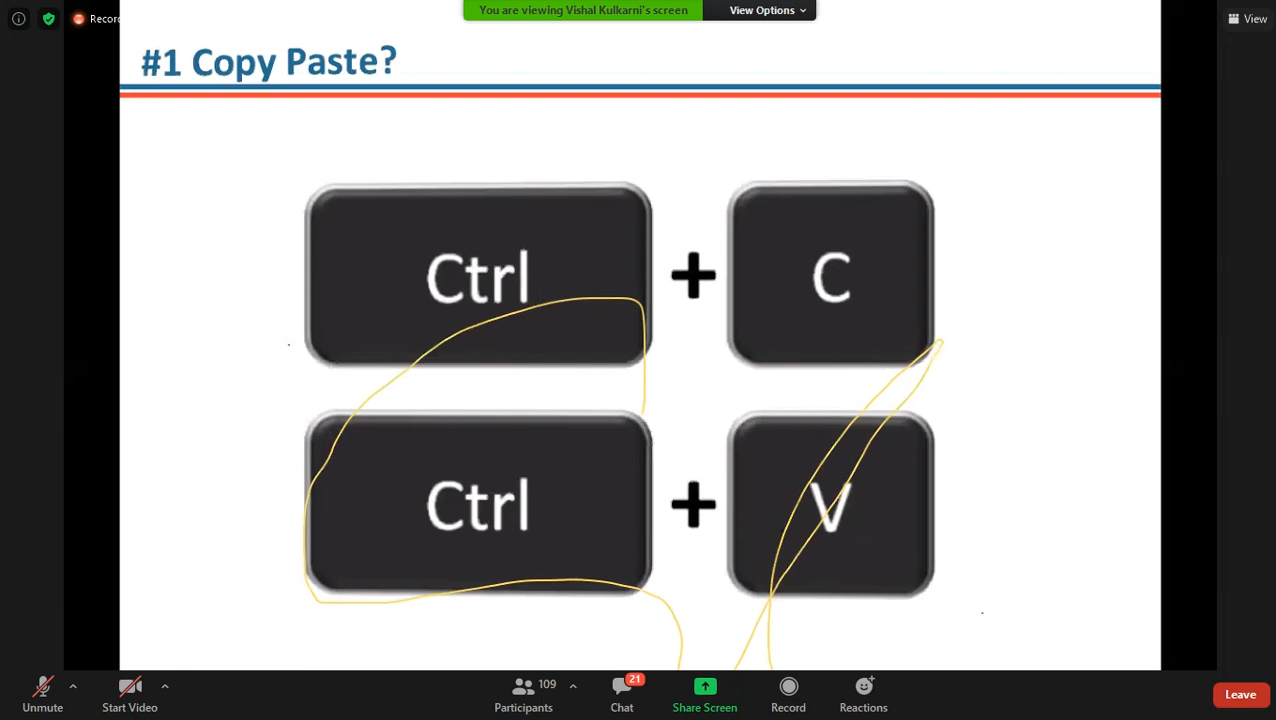 You are viewing Vishal Kulkarni's screen
View Options
Recor
View
#1 Copy Paste?
Ctrl + C
Ctrl + V
Unmute
Start Video
109
Participants
21
Chat
Share Screen
Record
Reactions
Leave